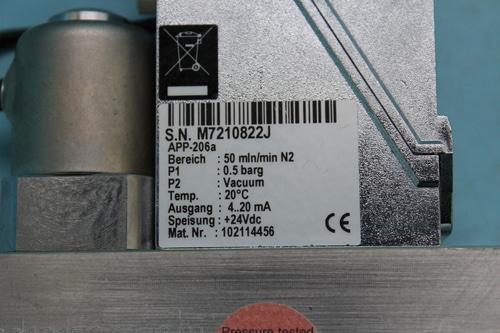 S.N. M7210822J
APP-206a
Bereich : 50 mln/min N2
P1 : 0.5 barg
P2 : Vacuum
Temp. : 20°C
Ausgang : 4..20 mA
Speisung : +24Vdc
Mat. Nr. : 102114456
CE
Pressure tested